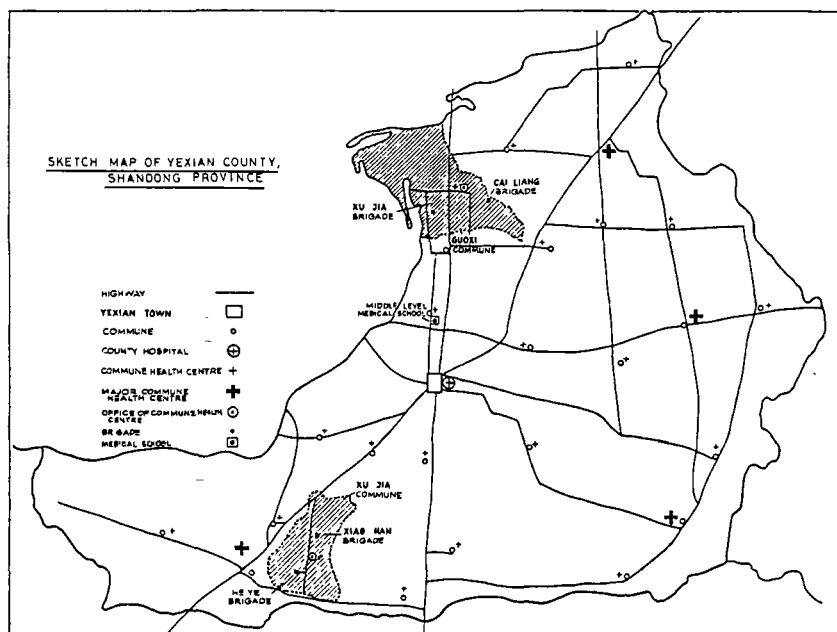 SKETCH MAP OF YEXIAN COUNTY,
SHANDONG PROVINCE
CAI LIANG
BRIGADE
XU JIA
BRIGADE
GUOXI
COMMUNE
MIDDLE LEVEL
MEDICAL SCHOOL
HIGHWAY
YEXIAN TOWN
COMMUNE
COUNTY HOSPITAL
COMMUNE HEALTH CENTRE
MAJOR COMMUNE
HEALTH CENTRE
OFFICE OF COMMUNE HEALTH
CENTRE
BRIGADE
MEDICAL SCHOOL
XU JIA
COMMUNE
XIAO HAN
BRIGADE
HE YE
BRIGADE